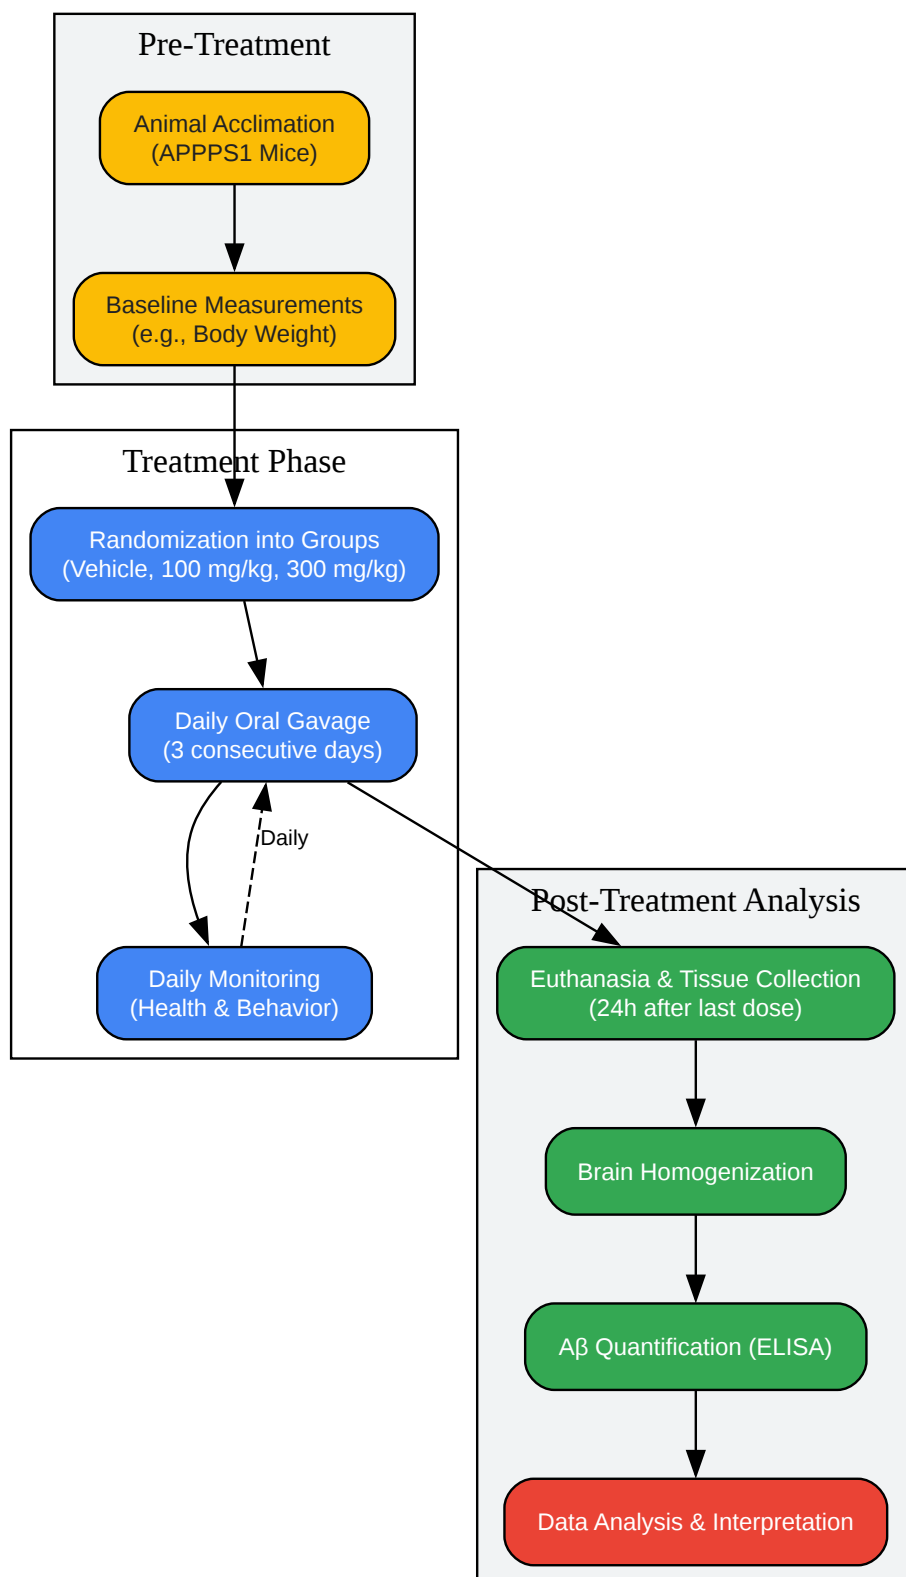 Pre-Treatment
Animal Acclimation
(APPPS1 Mice)
Baseline Measurements
(e.g., Body Weight)
Treatment Phase
Randomization into Groups
(Vehicle, 100 mg/kg, 300 mg/kg)
Daily Oral Gavage
(3 consecutive days)
Daily
Daily Monitoring
(Health & Behavior)
Post-Treatment Analysis
Euthanasia & Tissue Collection
(24h after last dose)
Brain Homogenization
Aβ Quantification (ELISA)
Data Analysis & Interpretation